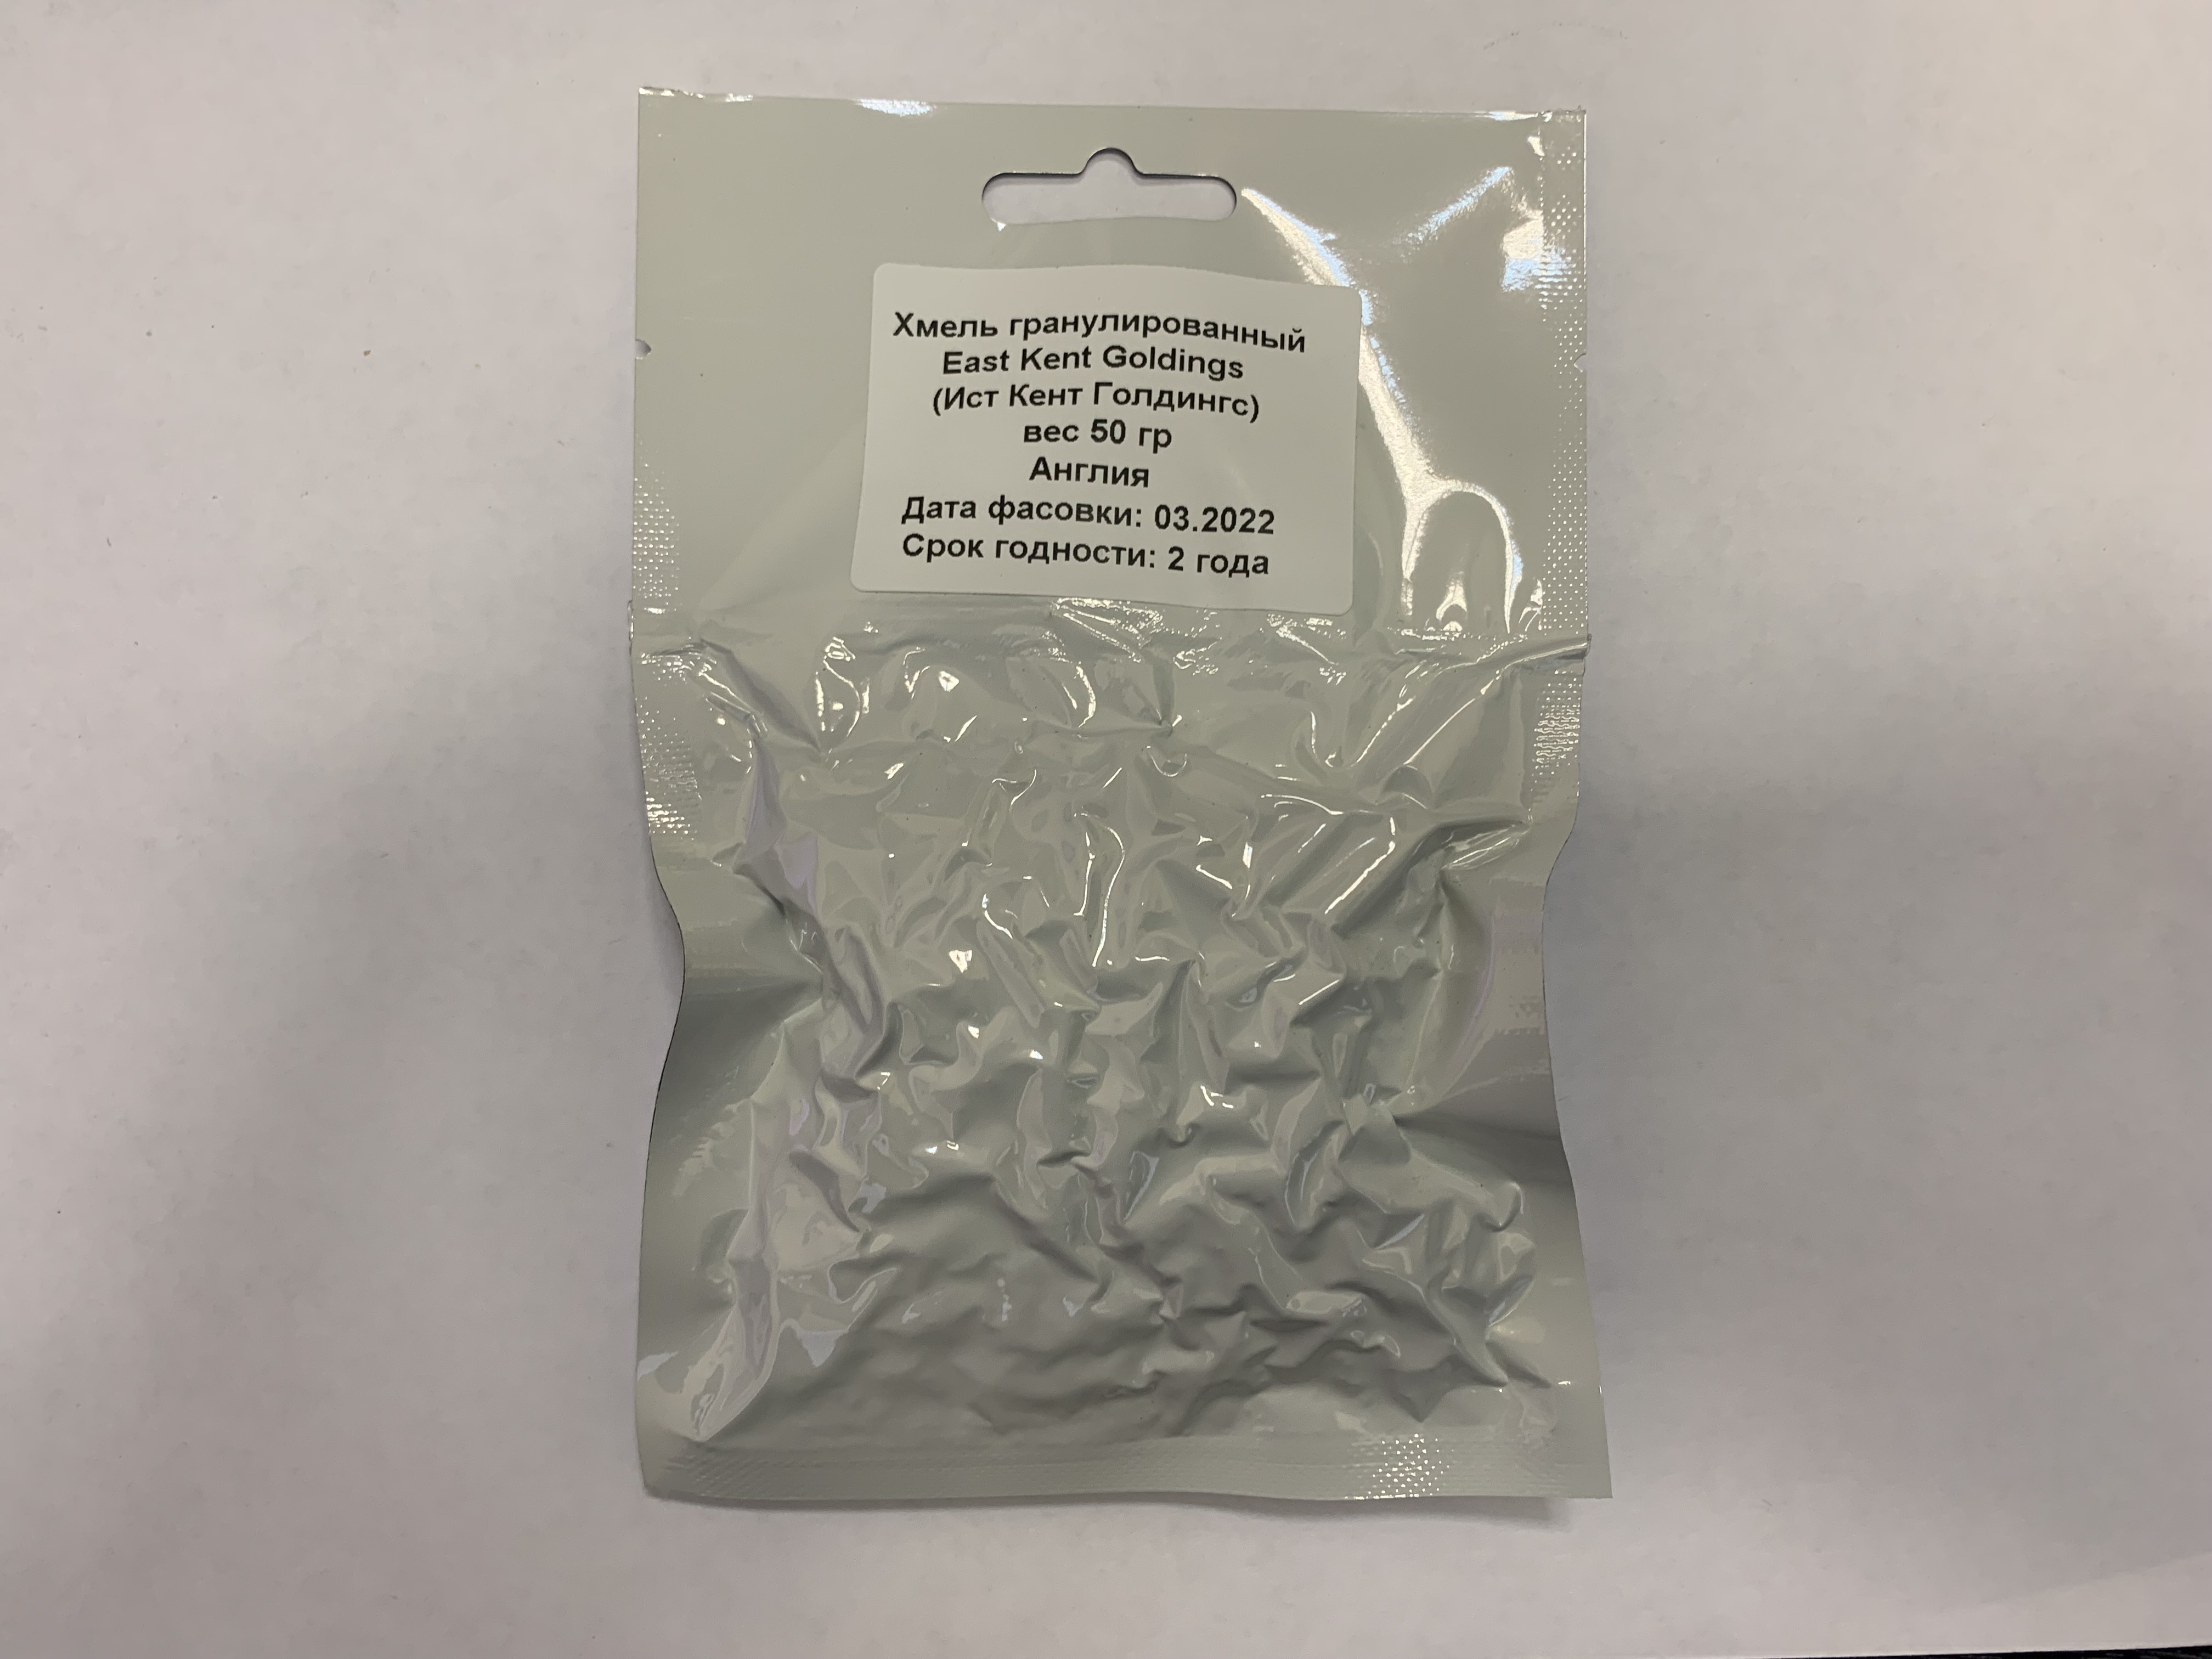 Хмель гранулированный
East Kent Goldings
(Ист Кент Голдингс)
вес 50 гр
Англия
Дата фасовки: 03.2022
Срок годности: 2 года